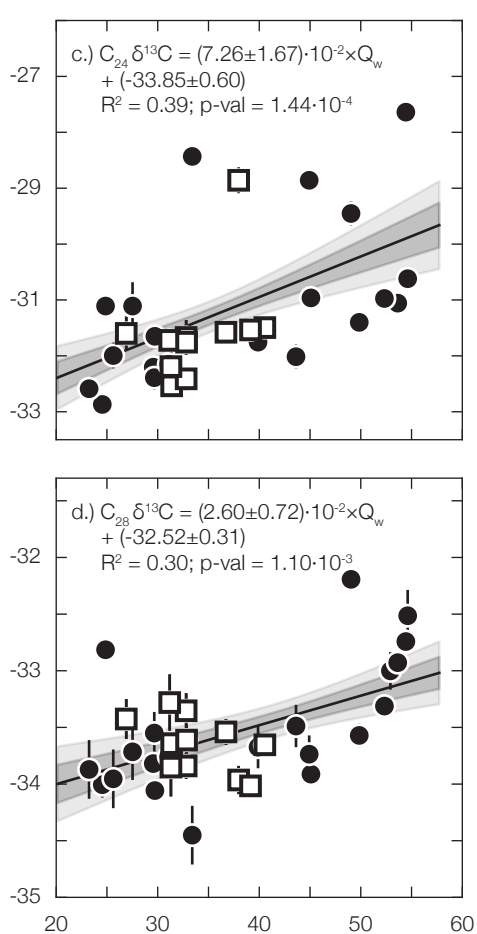 c.) C₂₄ δ¹³C = (7.26±1.67)·10⁻²×Q_w
+ (-33.85±0.60)
R² = 0.39; p-val = 1.44·10⁻⁴
-27
-29
-31
-33
d.) C₂₈ δ¹³C = (2.60±0.72)·10⁻²×Q_w
+ (-32.52±0.31)
R² = 0.30; p-val = 1.10·10⁻³
-32
-33
-34
-35
20 30 40 50 60